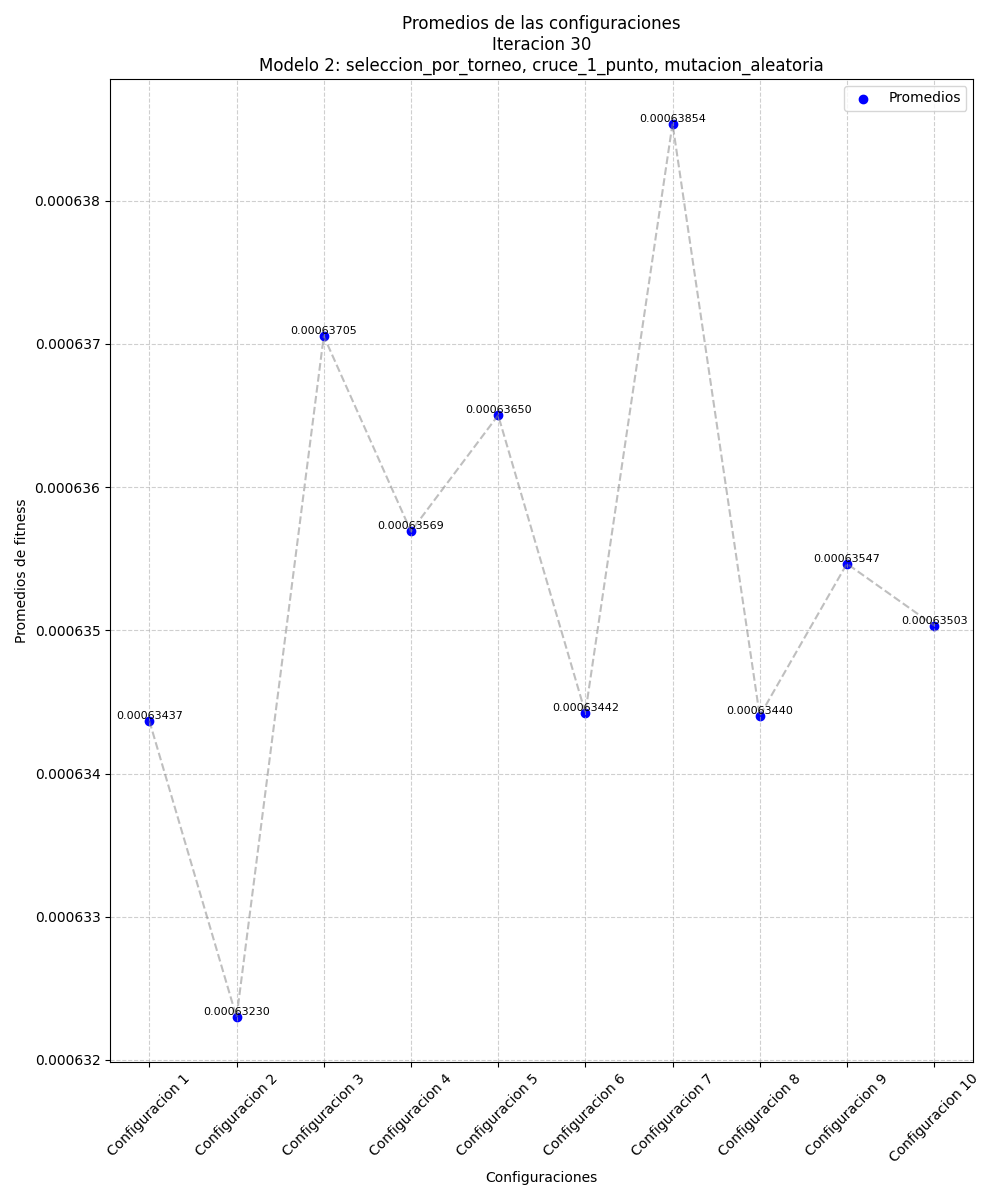 Promedios de las configuraciones
Iteracion 30
Modelo 2: seleccion_por_torneo, cruce_1_punto, mutacion_aleatoria
Promedios
0.00063854
0.000638
0.00063705
0.000637
0.00063650
0.000636
0.00063569
0.00063547
0.000635
0.00063503
0.00063437
0.00063442
0.00063440
0.000634
0.000633
0.00063230
0.000632
Promedios de fitness
Configuracion 1
Configuracion 2
Configuracion 3
Configuracion 4
Configuracion 5
Configuracion 6
Configuracion 7
Configuracion 8
Configuracion 9
Configuracion 10
Configuraciones